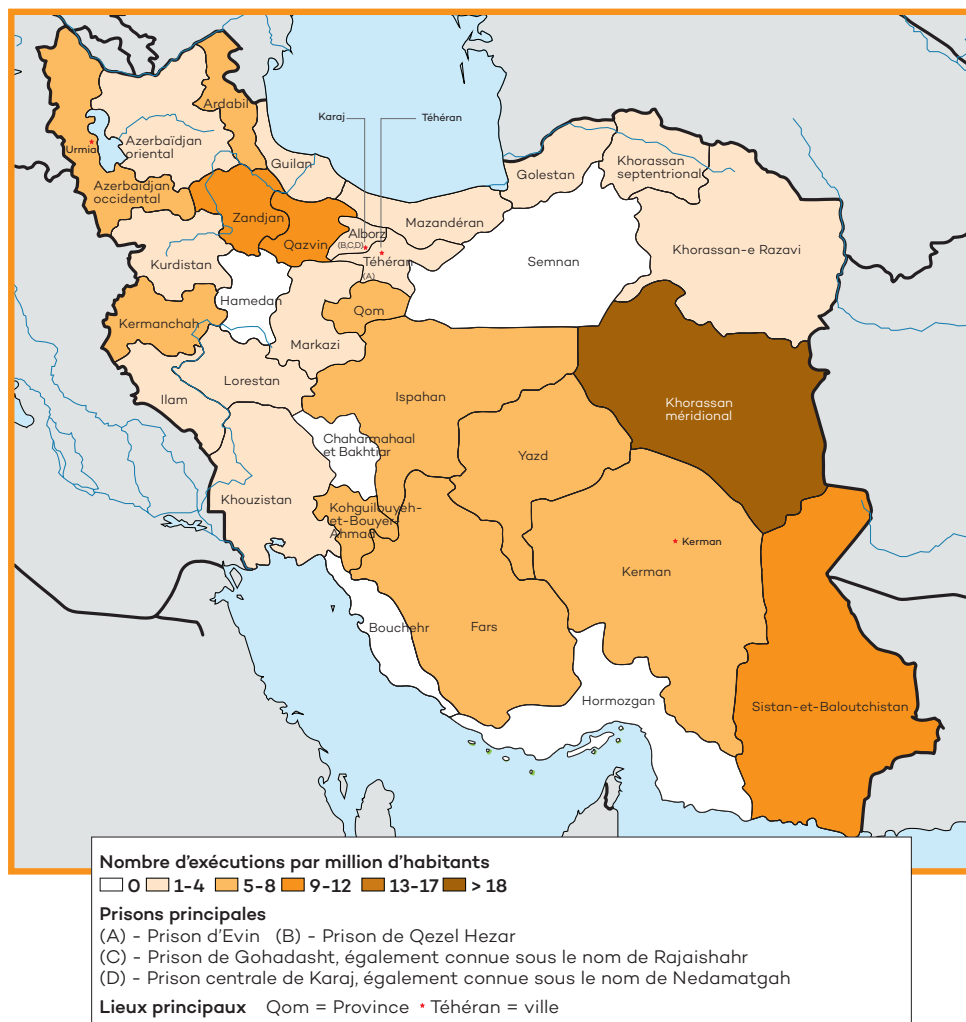 Karaj
Téhéran
Ardabil
Urmia
Azerbaïdjan
oriental
Guilan
Golestan
Khorassan
septentrional
Azerbaïdjan
occidental
Zandjan
Qazvin
Mazandéran
Alborz
(B,C,D)
Téhéran
(A)
Khorassan-e Razavi
Semnan
Kurdistan
Hamedan
Kermanchah
Qom
Markazi
Lorestan
Ilam
Ispahan
Khorassan
méridional
Chaharmahaal
et Bakhtiar
Yazd
Khouzistan
Kohguilouyeh-
et-Bouyer-
Ahmad
Kerman
Kerman
Bouchehr
Fars
Hormozgan
Sistan-et-Baloutchistan
Nombre d'exécutions par million d'habitants
0 1-4 5-8 9-12 13-17 > 18
Prisons principales
(A) - Prison d'Evin (B) - Prison de Qezel Hezar
(C) - Prison de Gohadasht, également connue sous le nom de Rajaishahr
(D) - Prison centrale de Karaj, également connue sous le nom de Nedamatgah
Lieux principaux Qom = Province * Téhéran = ville